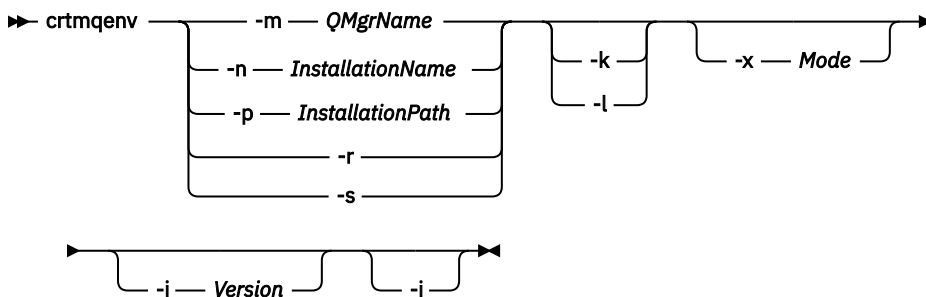 crtmqenv -m QMgrName
-n InstallationName -k -x Mode
-p InstallationPath -l
-r
-s
-i Version -i